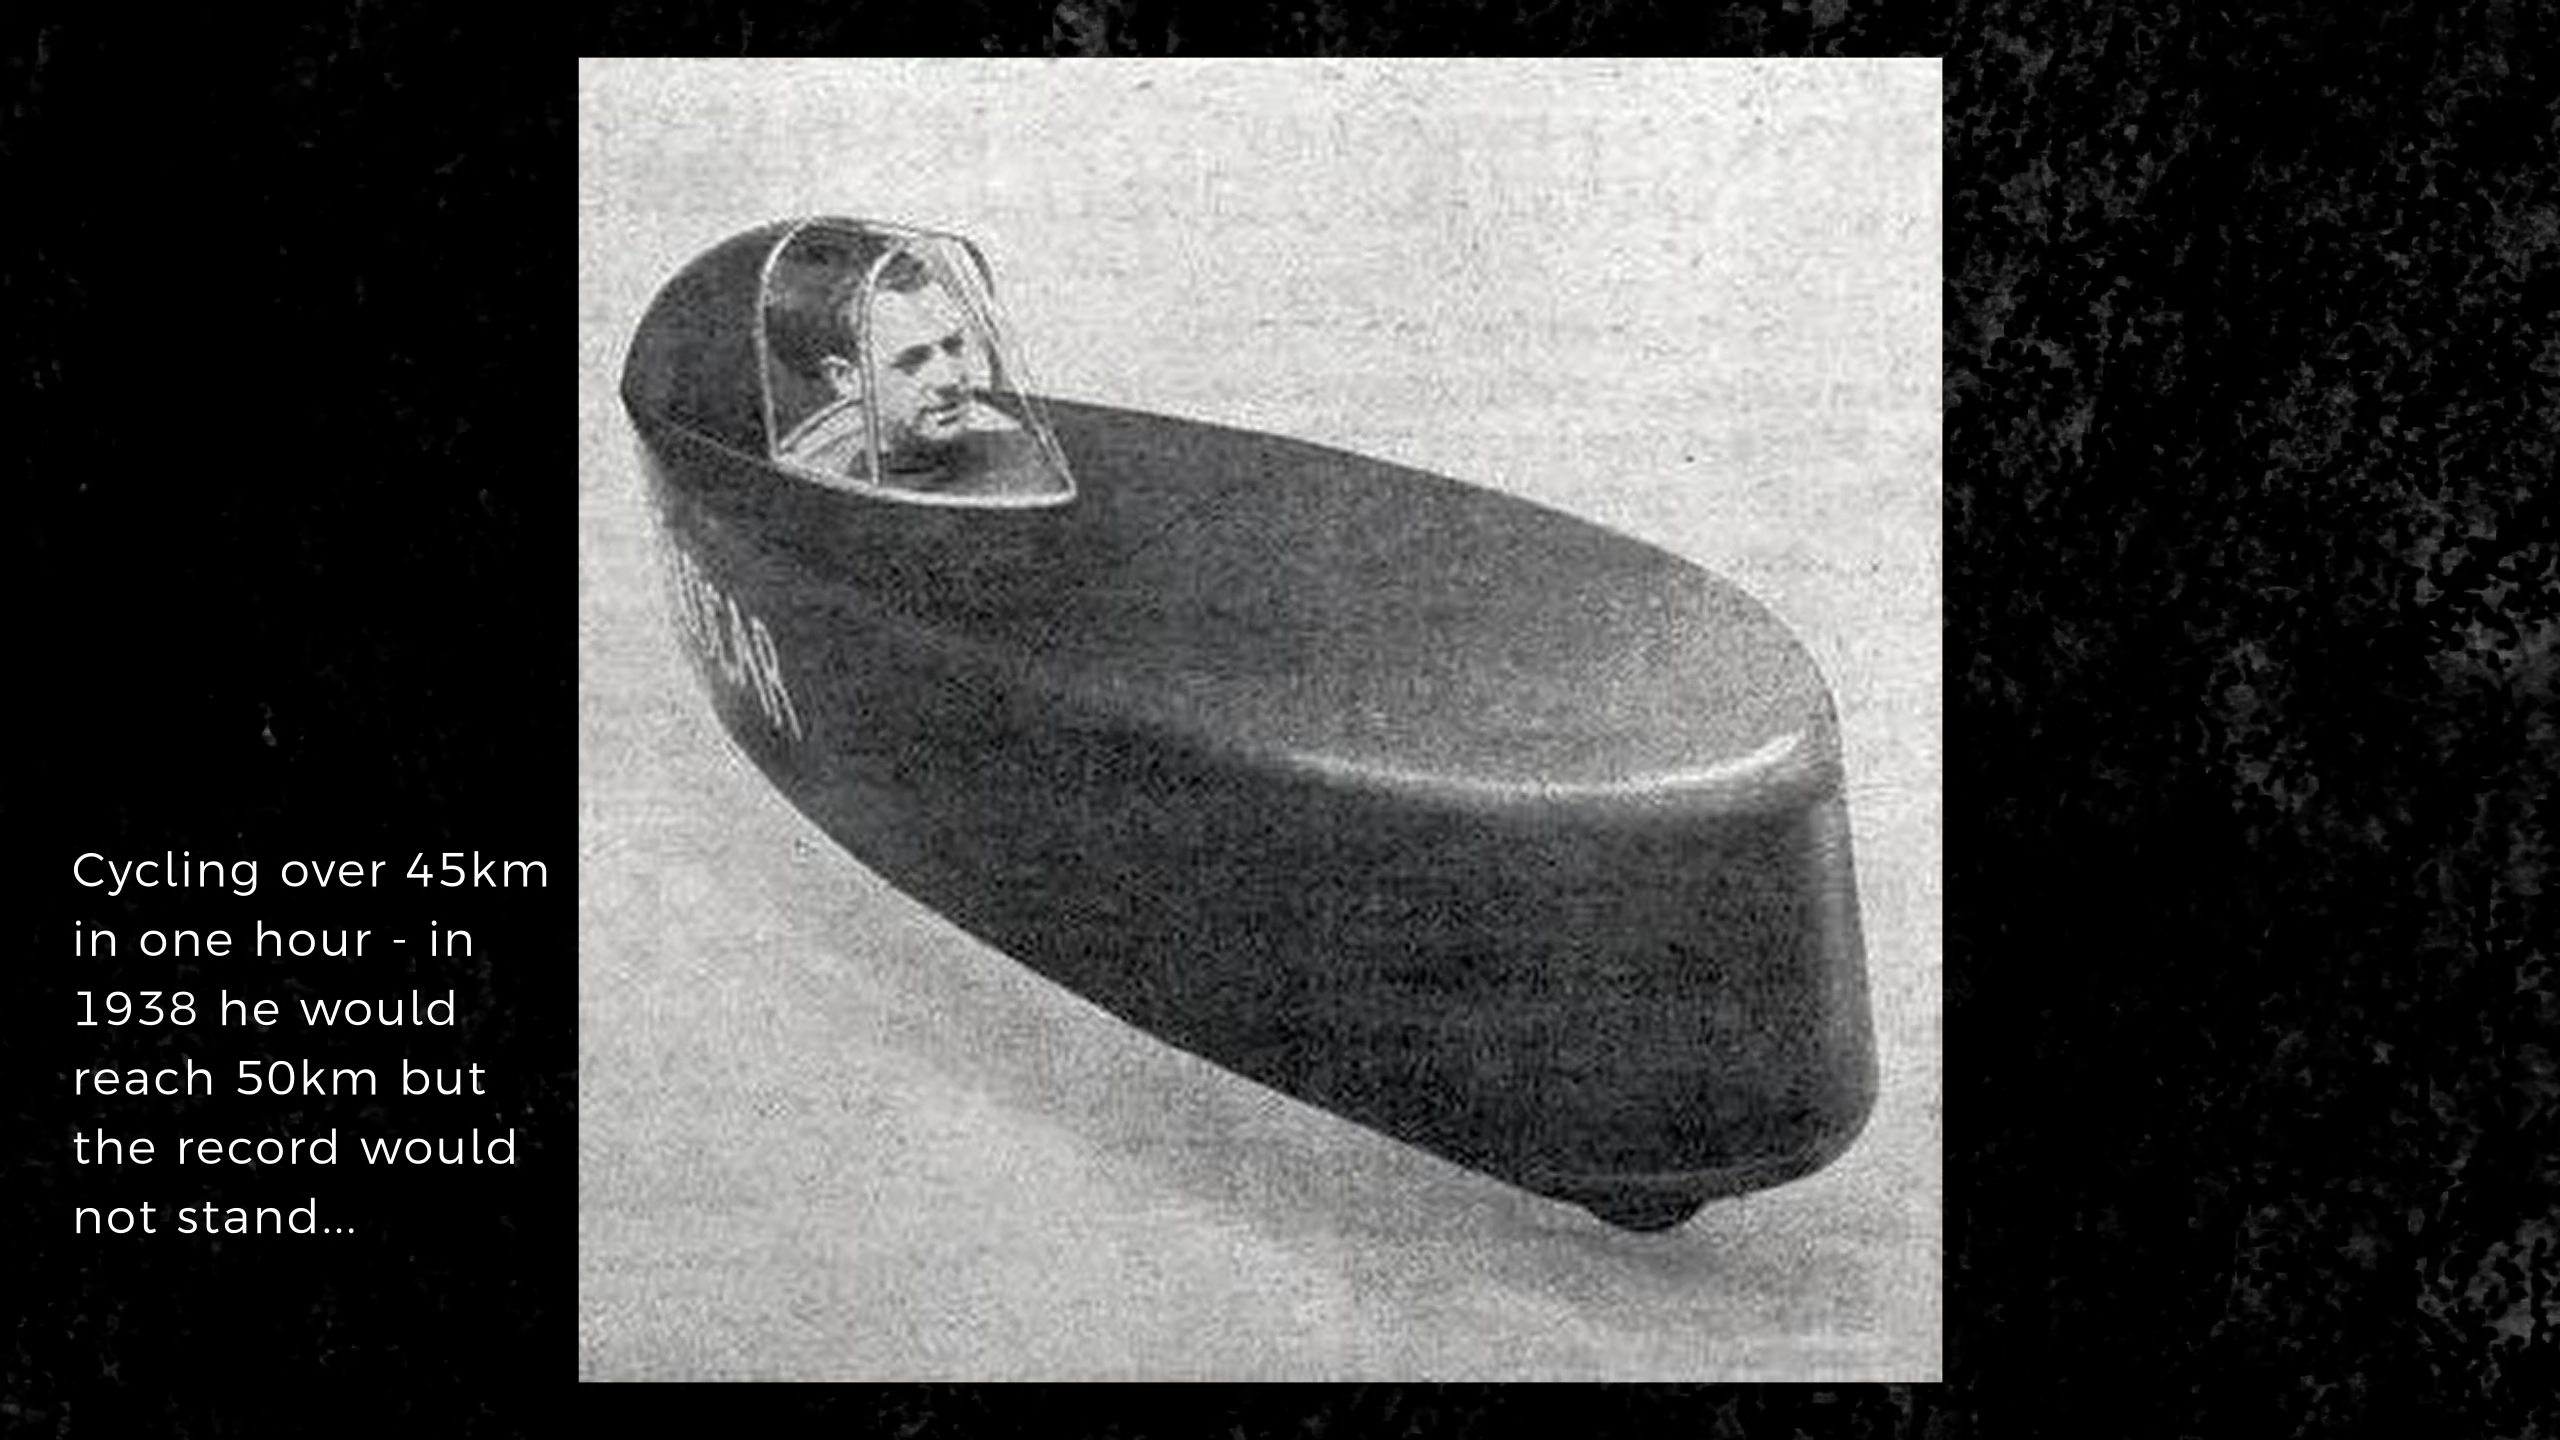 Cycling over 45km
in one hour - in
1938 he would
reach 50km but
the record would
not stand...